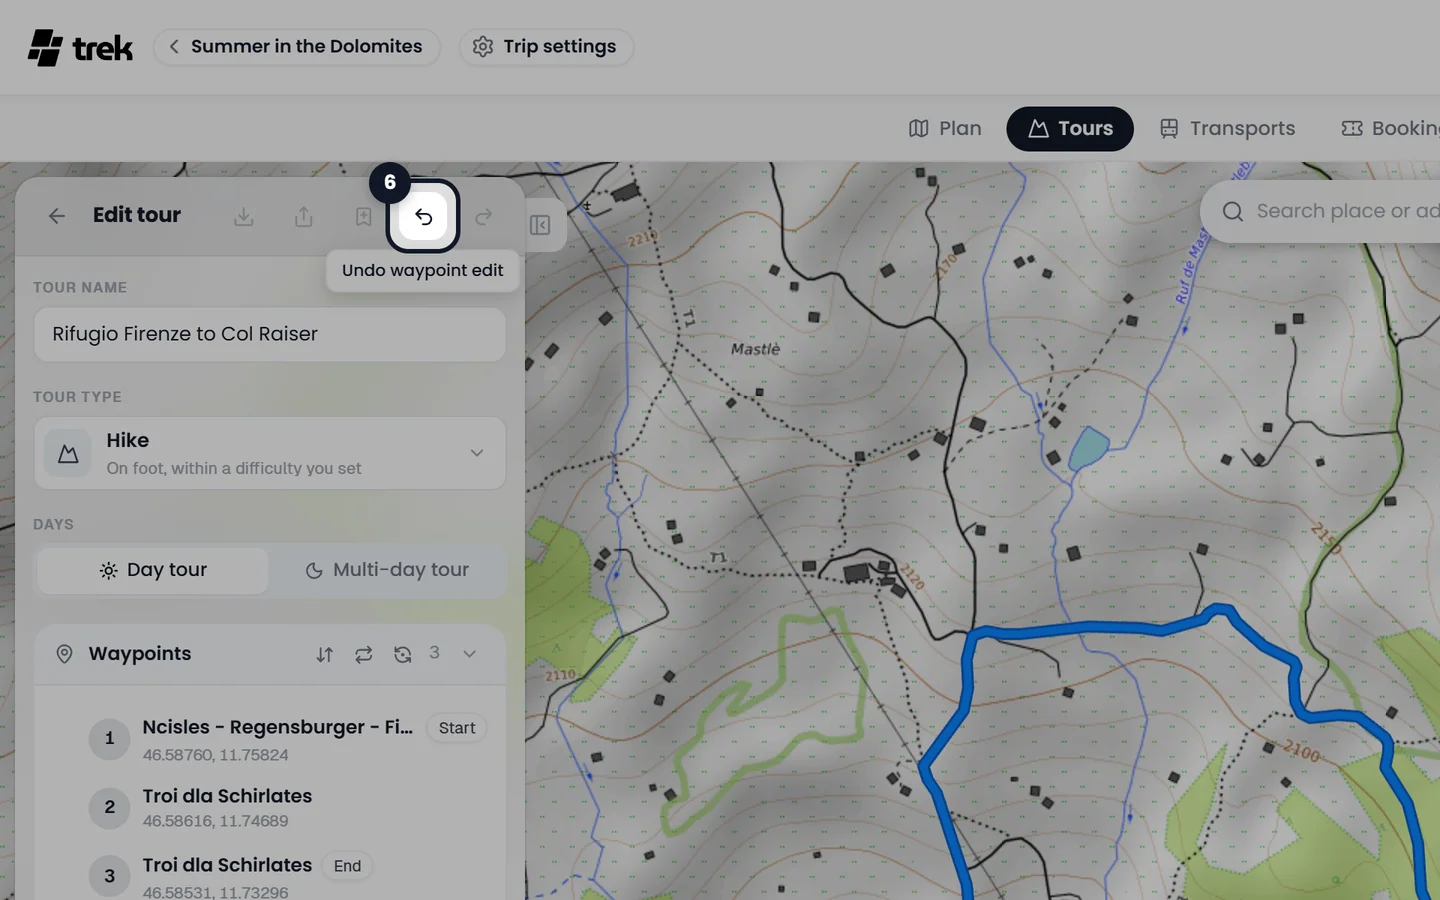 trek
Summer in the Dolomites
Trip settings
Plan
Tours
Transports
Booking
6
Edit tour
Undo waypoint edit
Search place or ad
TOUR NAME
Rifugio Firenze to Col Raiser
TOUR TYPE
Hike
On foot, within a difficulty you set
DAYS
Day tour
Multi-day tour
Waypoints
3
1
Ncisles - Regensburger - Fi...
Start
46.58760, 11.75824
2
Troi dla Schirlates
46.58616, 11.74689
3
Troi dla Schirlates
End
46.58531, 11.73296
2210
2170
T1
Mastlè
Ruf de Mast
T1
2120
2150
2110
2100